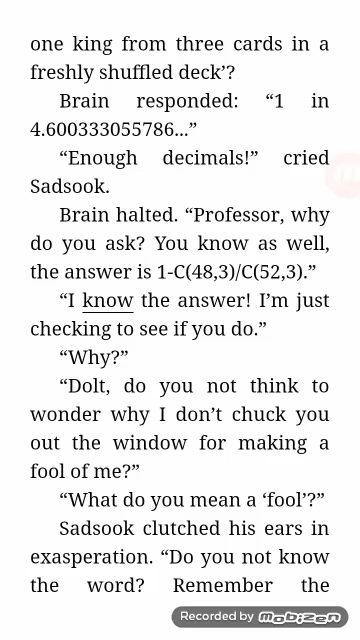 one king from three cards in a
freshly shuffled deck’?
Brain responded: “1 in
4.600333055786...”
“Enough decimals!” cried
Sadsook.
Brain halted. “Professor, why
do you ask? You know as well,
the answer is 1-C(48,3)/C(52,3).”
“I know the answer! I’m just
checking to see if you do.”
“Why?”
“Dolt, do you not think to
wonder why I don’t chuck you
out the window for making a
fool of me?”
“What do you mean a ‘fool’?”
Sadsook clutched his ears in
exasperation. “Do you not know
the word? Remember the
Recorded by mobizen